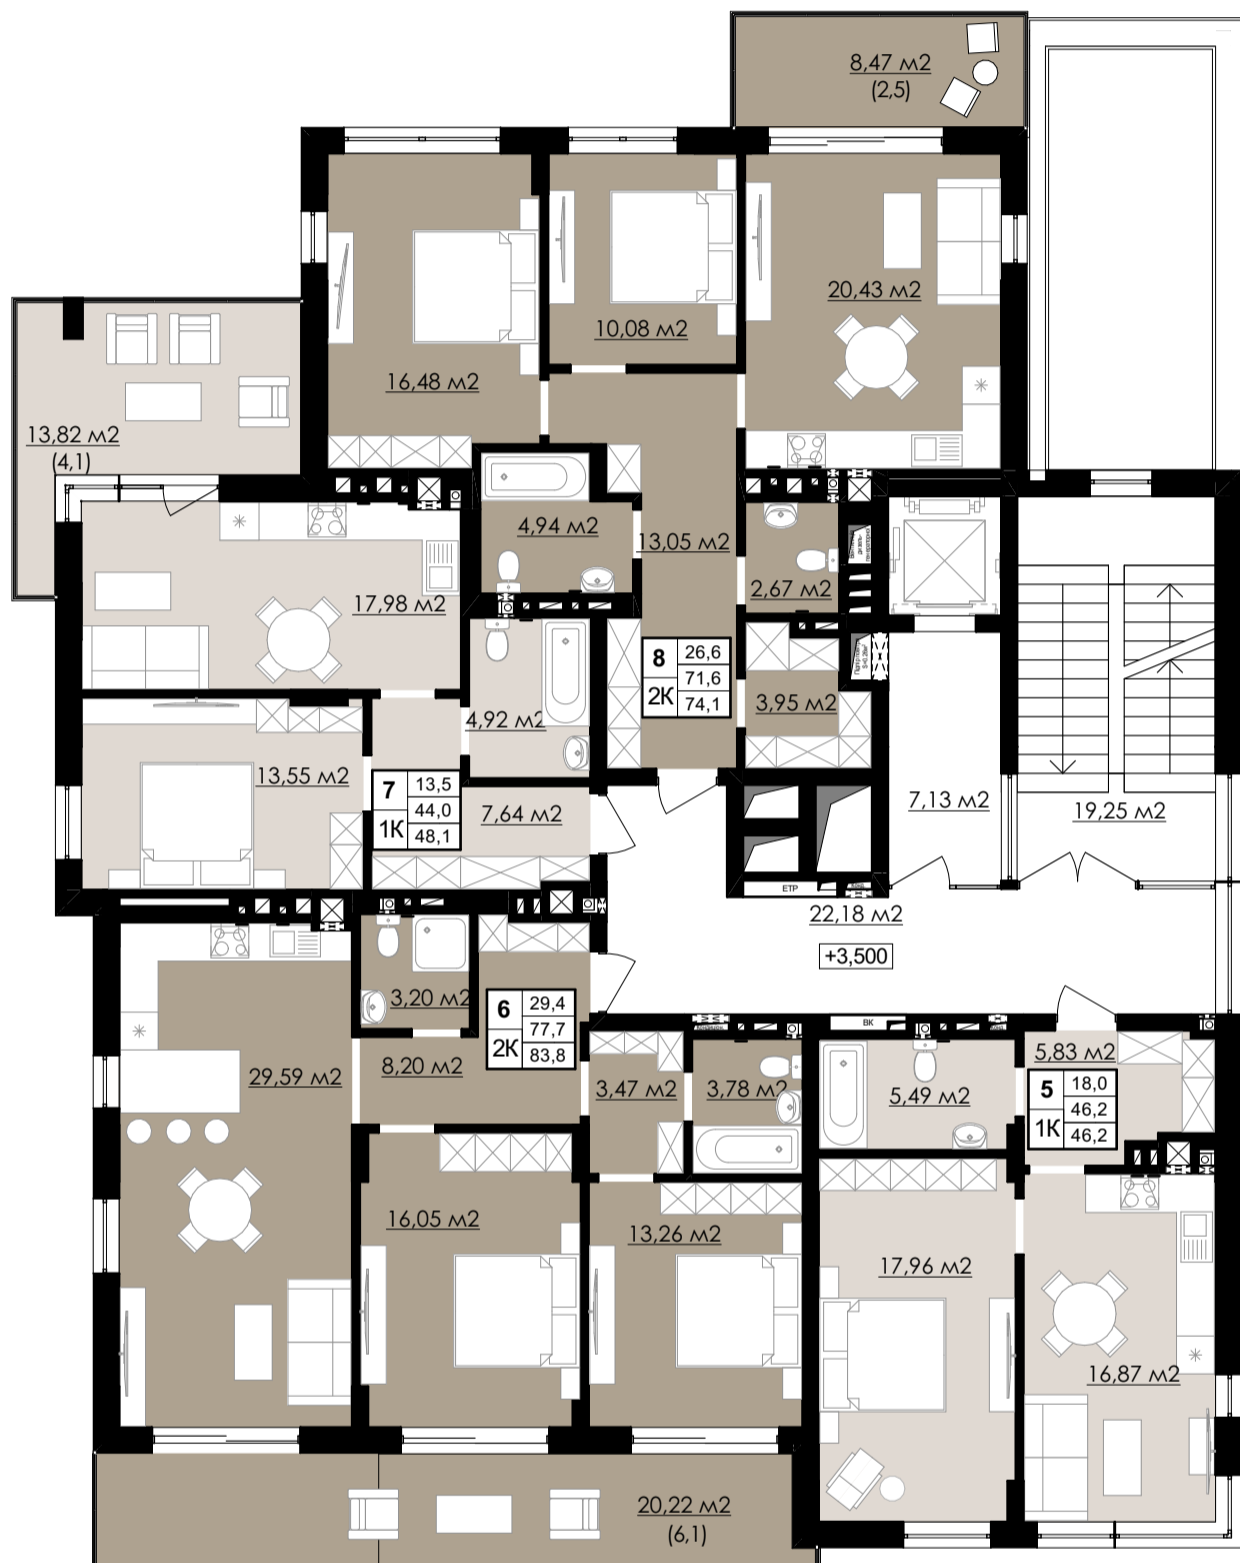 8,47 м2
(2,5)
20,43 м2
10,08 м2
16,48 м2
13,82 м2
(4,1)
4,94 м2
13,05 м2
2,67 м2
17,98 м2
8
2К
26,6
71,6
74,1
3,95 м2
4,92 м2
13,55 м2
7
1К
13,5
44,0
48,1
7,64 м2
7,13 м2
19,25 м2
ЕТР
22,18 м2
+3,500
3,20 м2
6
2К
29,4
77,7
83,8
ВК
29,59 м2
8,20 м2
3,47 м2
3,78 м2
5,49 м2
5,83 м2
5
1К
18,0
46,2
46,2
16,05 м2
13,26 м2
17,96 м2
16,87 м2
20,22 м2
(6,1)